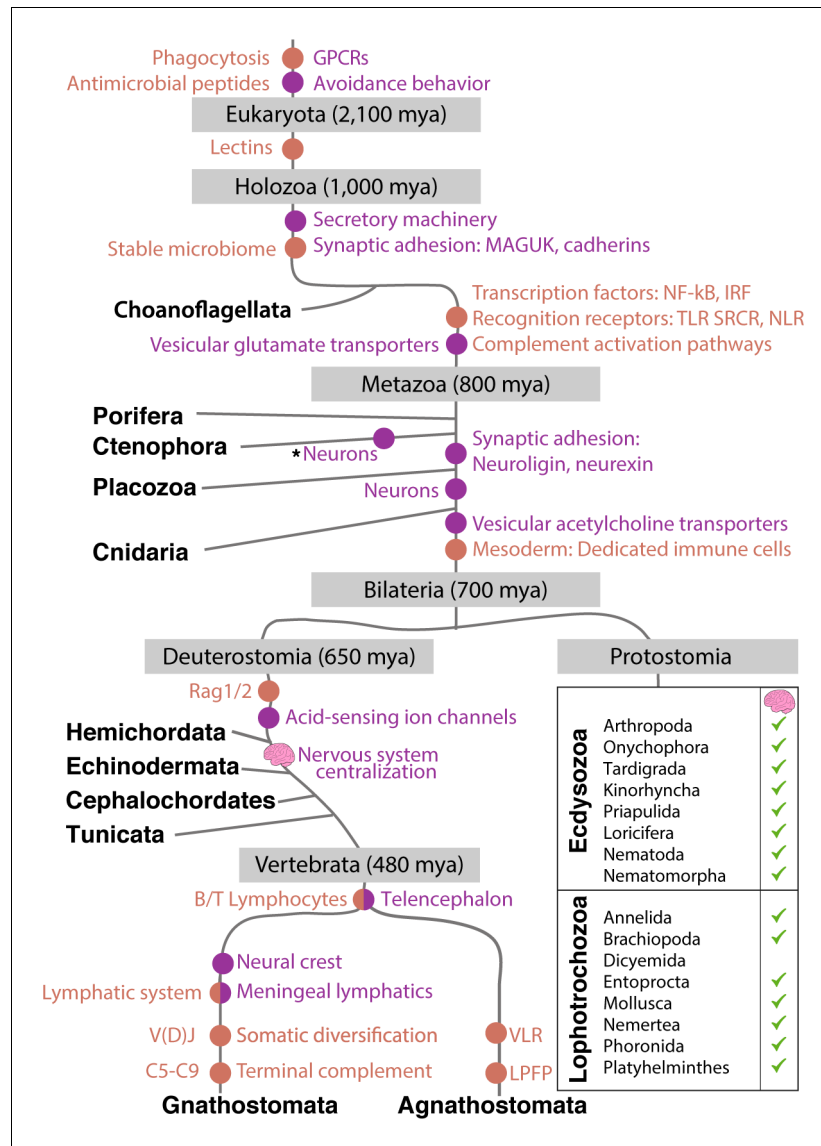 Phagocytosis GPCRs
Antimicrobial peptides Avoidance behavior
Eukaryota (2,100 mya)
Lectins
Holozoa (1,000 mya)
Secretory machinery
Stable microbiome Synaptic adhesion: MAGUK, cadherins
Choanoflagellata
Transcription factors: NF-kB, IRF
Recognition receptors: TLR SRCR, NLR
Vesicular glutamate transporters Complement activation pathways
Metazoa (800 mya)
Porifera
Ctenophora
*Neurons
Synaptic adhesion:
Neuroligin, neurexin
Placozoa
Neurons
Vesicular acetylcholine transporters
Cnidaria
Mesoderm: Dedicated immune cells
Bilateria (700 mya)
Deuterostomia (650 mya)
Rag1/2
Acid-sensing ion channels
Hemichordata
Nervous system
centralization
Echinodermata
Cephalochordates
Tunicata
Vertebrata (480 mya)
B/T Lymphocytes Telencephalon
Neural crest
Lymphatic system Meningeal lymphatics
V(D)J Somatic diversification
C5-C9 Terminal complement
Gnathostomata
VLR
LPFP
Agnathostomata
Protostomia
Ecdysozoa
Arthropoda ✓
Onychophora ✓
Tardigrada ✓
Kinorhyncha ✓
Priapulida ✓
Loricifera ✓
Nematoda ✓
Nematomorpha ✓
Lophotrochozoa
Annelida ✓
Brachiopoda ✓
Dicyemida
Entoprocta ✓
Mollusca ✓
Nemertea ✓
Phoronida ✓
Platyhelminthes ✓